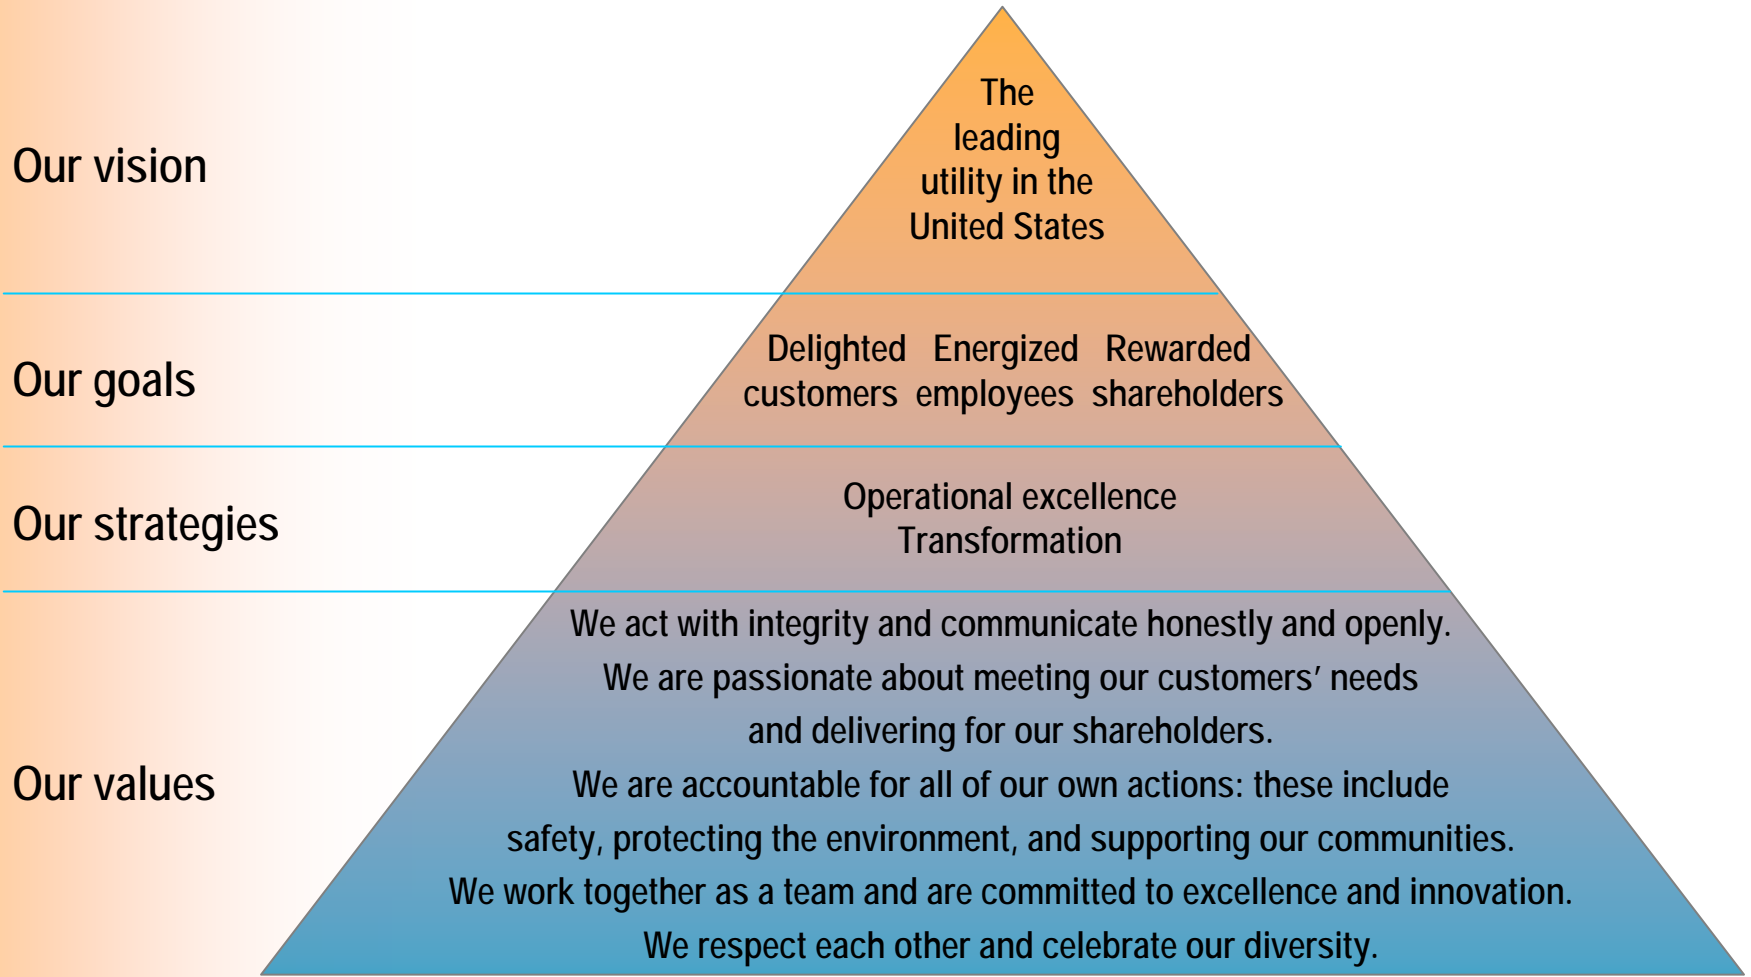 Our vision
The
leading
utility in the
United States
Our goals
Delighted Energized Rewarded
customers employees shareholders
Our strategies
Operational excellence
Transformation
Our values
We act with integrity and communicate honestly and openly.
We are passionate about meeting our customers’ needs
and delivering for our shareholders.
We are accountable for all of our own actions: these include
safety, protecting the environment, and supporting our communities.
We work together as a team and are committed to excellence and innovation.
We respect each other and celebrate our diversity.